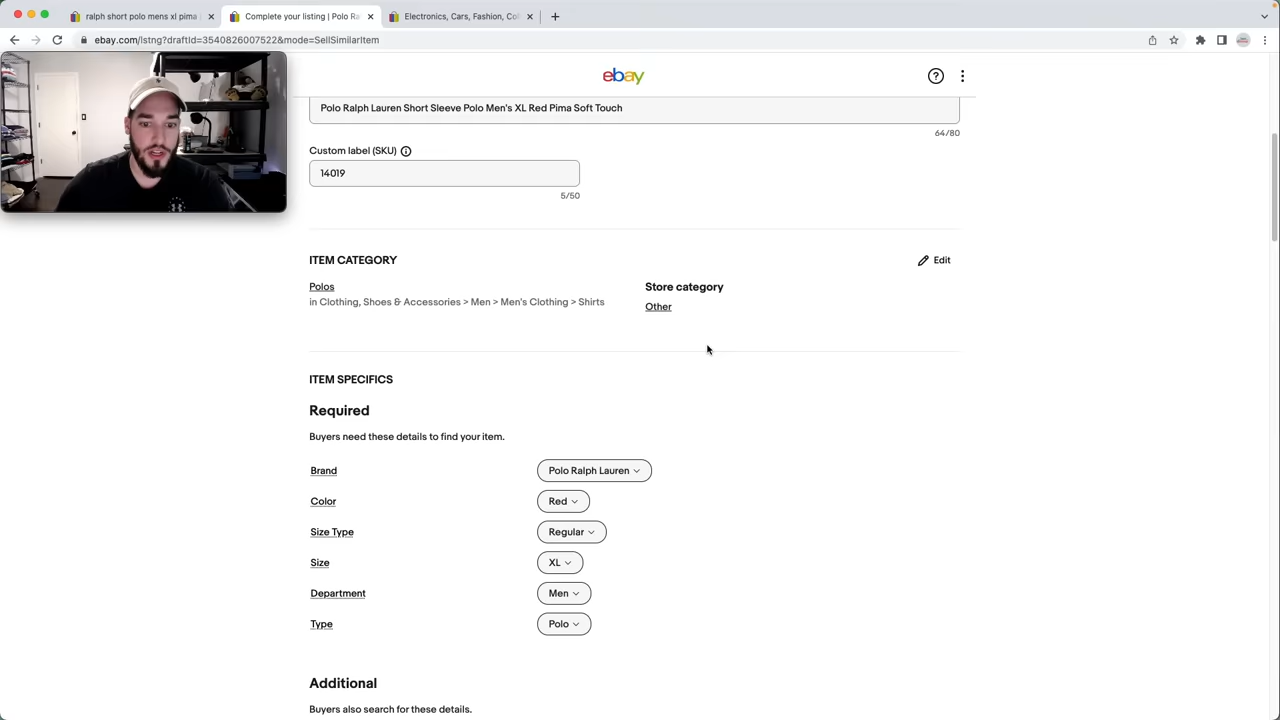 ralph short polo mens xl pima
Complete your listing | Polo Ra
Electronics, Cars, Fashion, Col
ebay.com/lstng?draftId=3540826007522&mode=SellSimilarItem
ebay
Polo Ralph Lauren Short Sleeve Polo Men's XL Red Pima Soft Touch
64/80
Custom label (SKU)
14019
5/50
ITEM CATEGORY
Edit
Polos
Store category
in Clothing, Shoes & Accessories > Men > Men's Clothing > Shirts
Other
ITEM SPECIFICS
Required
Buyers need these details to find your item.
Brand
Polo Ralph Lauren
Color
Red
Size Type
Regular
Size
XL
Department
Men
Type
Polo
Additional
Buyers also search for these details.